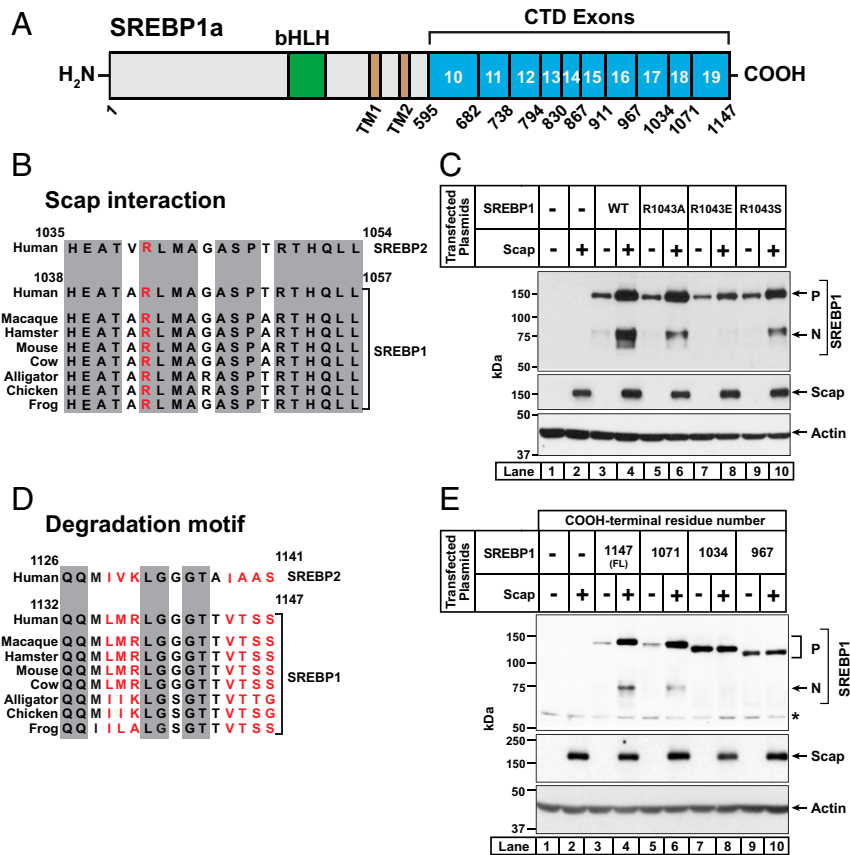 A
SREBP1a
bHLH
CTD Exons
H2N
10 11 12 13 14 15 16 17 18 19
COOH
1 TM1 TM2 595 682 738 794 830 867 911 967 1034 1071 1147
B
Scap interaction
1035 1054
Human H E A T V R L M A G A S P T R T H Q L L SREBP2
1038 1057
Human H E A T A R L M A G A S P T R T H Q L L
Macaque H E A T A R L M A G A S P A R T H Q L L
Hamster H E A T A R L M A G A S P A R T H Q L L
Mouse H E A T A R L M A G A S P A R T H Q L L
Cow H E A T A R L M A G A S P A R T H Q L L
Alligator H E A T A R L M A R A S P T R T H Q L L
Chicken H E A T A R L M A R A S P T R T H Q L L
Frog H E A T A R L M A G A S P T R T H Q L L
SREBP1
C
Transfected Plasmids
SREBP1 - - WT R1043A R1043E R1043S
Scap - + - + - + - + - +
150
100
75
50
37
kDa
P
N
SREBP1
150
Scap
50
37
Actin
Lane 1 2 3 4 5 6 7 8 9 10
D
Degradation motif
1126 1141
Human Q Q M I V K L G G G T A I A A S SREBP2
1132 1147
Human Q Q M L M R L G G G T T V T S S
Macaque Q Q M L M R L G G G T T V T S S
Hamster Q Q M L M R L G G G T T V T S S
Mouse Q Q M L M R L G G G T T V T S S
Cow Q Q M L M R L G G G T T V T S S
Alligator Q Q M I I K L G S G T T V T T G
Chicken Q Q M I I K L G S G T T V T S G
Frog Q Q I I L A L G S G T T V T S S
SREBP1
E
COOH-terminal residue number
Transfected Plasmids
SREBP1 - - 1147 (FL) 1071 1034 967
Scap - + - + - + - + - +
150
100
75
50
kDa
P
N
SREBP1
*
250
150
Scap
50
37
Actin
Lane 1 2 3 4 5 6 7 8 9 10